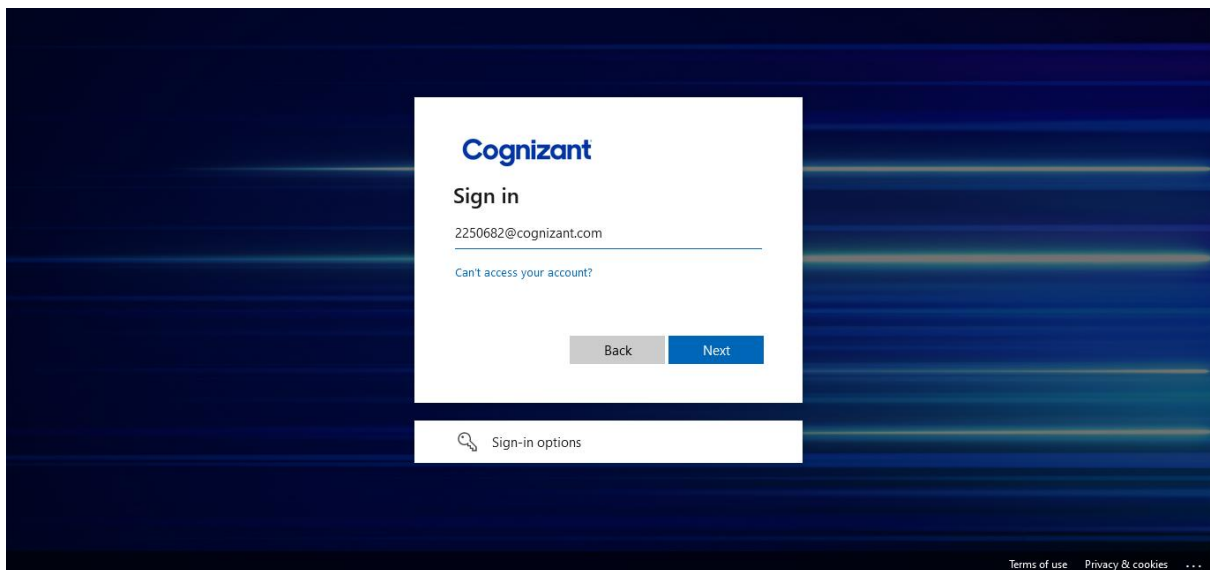 Cognizant
Sign in
2250682@cognizant.com
Can't access your account?
Back Next
Sign-in options
Terms of use Privacy & cookies ...